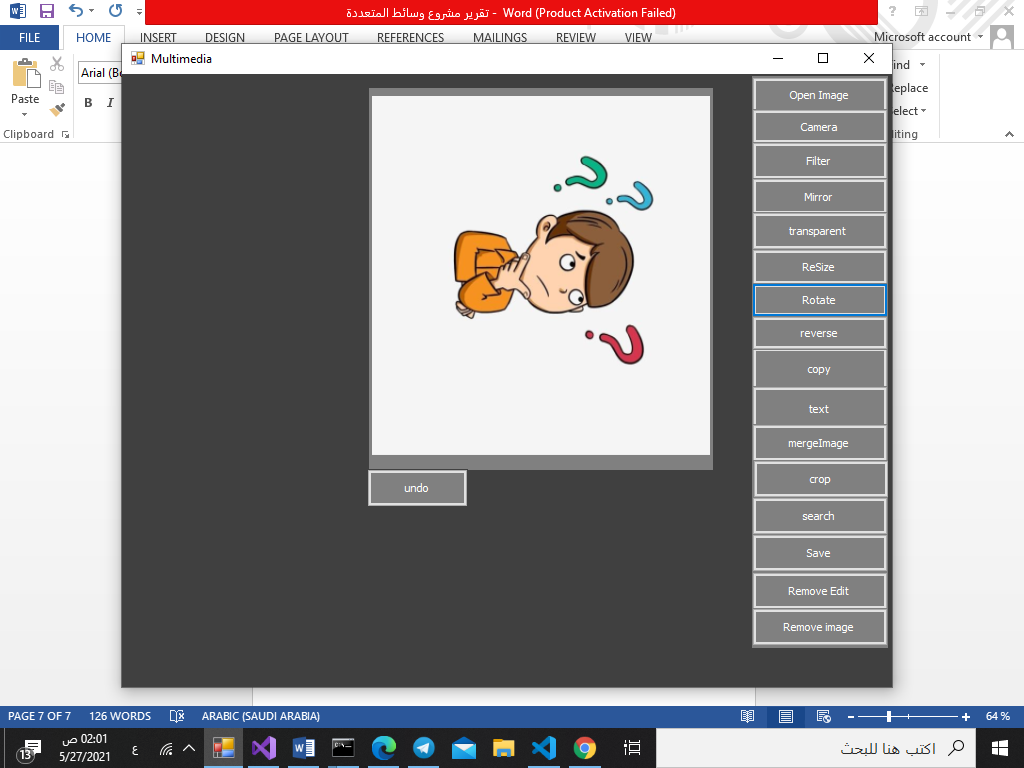 تقرير مشروع وسائط المتعددة - Word (Product Activation Failed)
FILE
HOME
INSERT
DESIGN
PAGE LAYOUT
REFERENCES
MAILINGS
REVIEW
VIEW
Microsoft account
Multimedia
Arial (B
Paste
B I
Clipboard
ind
eplace
elect
iting
Open Image
Camera
Filter
Mirror
transparent
ReSize
Rotate
reverse
copy
text
mergeImage
crop
search
Save
Remove Edit
Remove image
undo
PAGE 7 OF 7
126 WORDS
ARABIC (SAUDI ARABIA)
64 %
13
02:01 ص
5/27/2021
ع
اكتب هنا للبحث